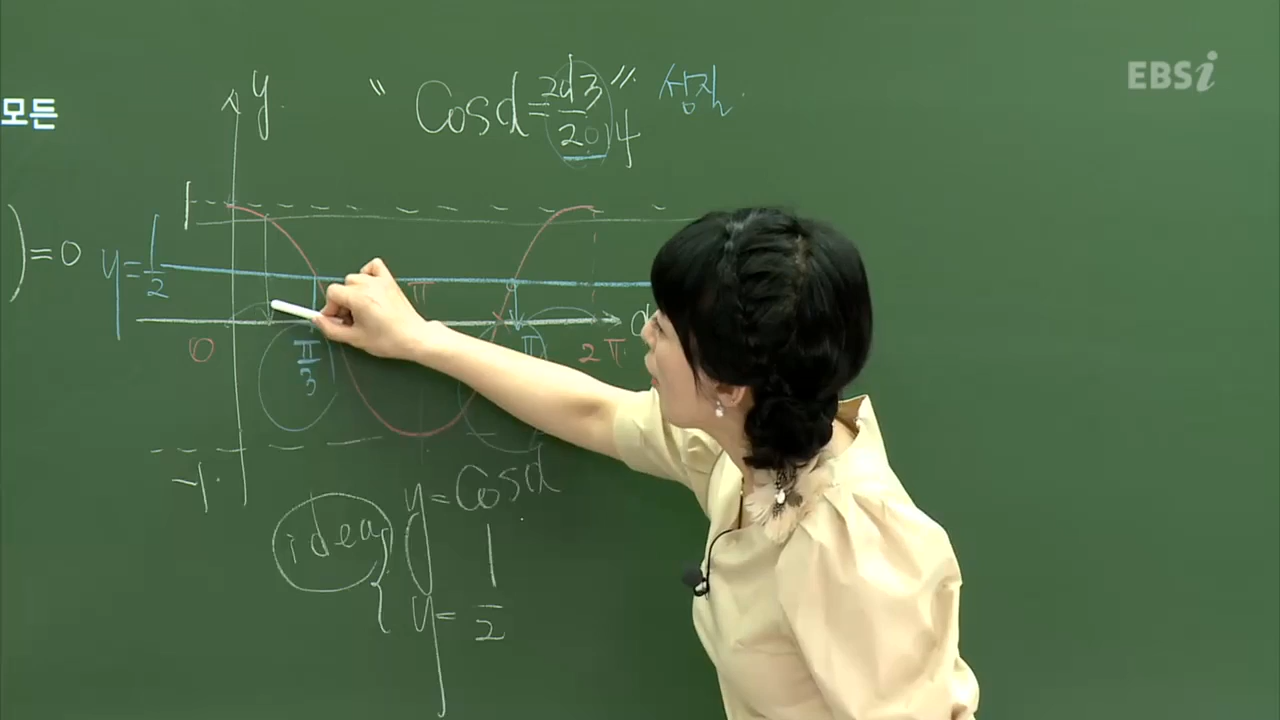 EBSi
모든
y
" Cosα = 2013/2014 " 성질
1
) = 0
y = 1/2
π
0
π/3
2π
-1
idea
y = Cosα
y = 1/2